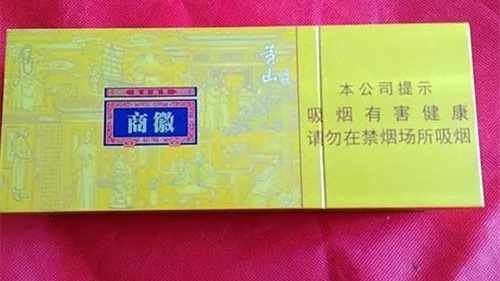 黄山
商徽
本公司提示
吸烟有害健康
请勿在禁烟场所吸烟